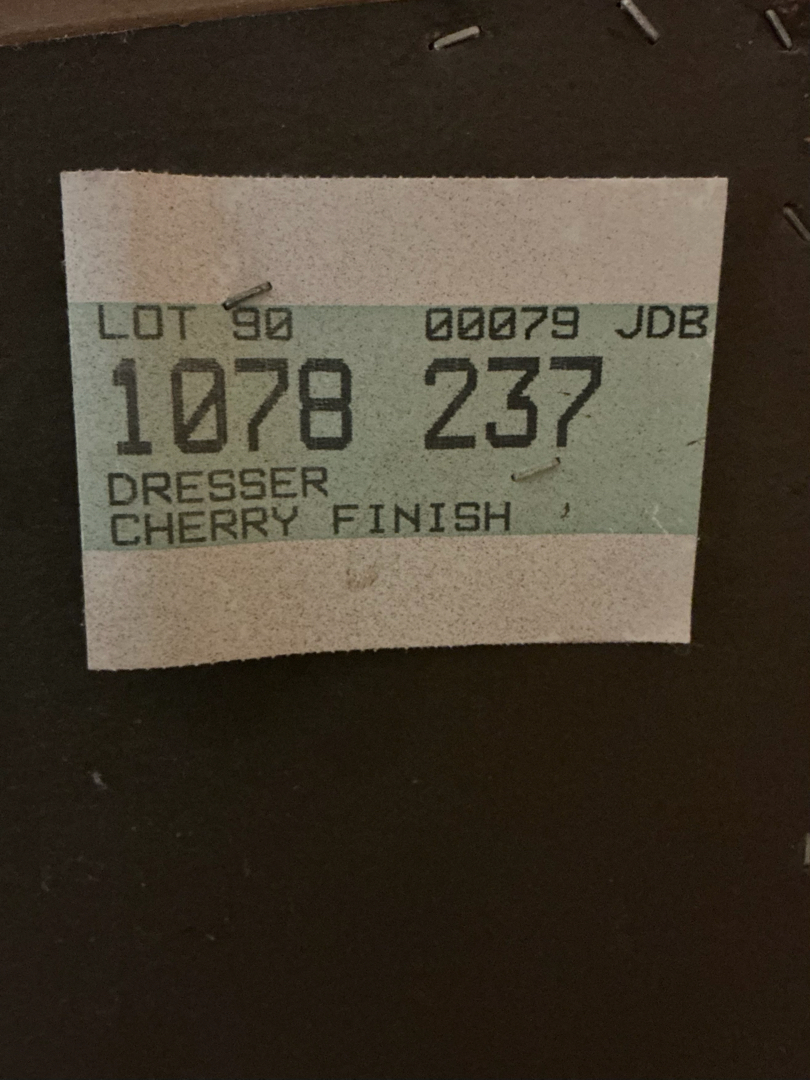 LOT 90 00079 JDB
1078 237
DRESSER
CHERRY FINISH